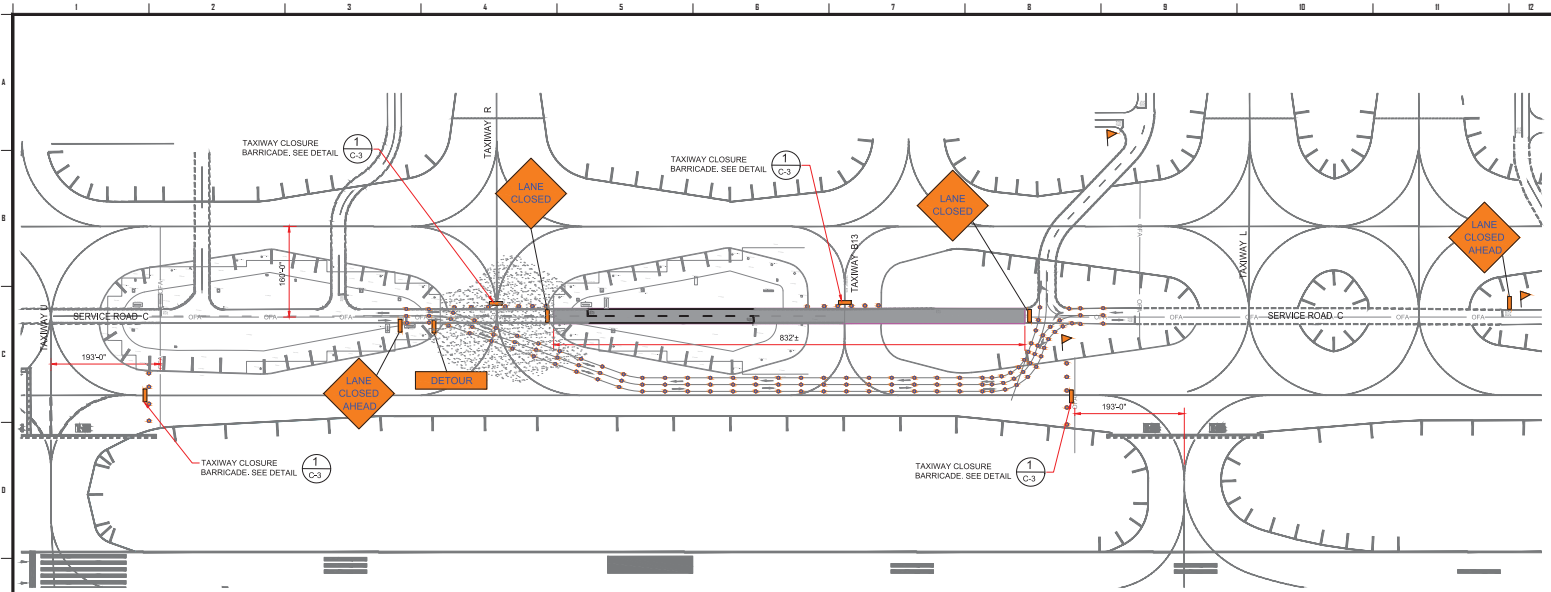 1 2 3 4 5 6 7 8 9 10 11 12
A
B
C
D
TAXIWAY CLOSURE
BARRICADE. SEE DETAIL
1
C-3
TAXIWAY R
LANE
CLOSED
TAXIWAY CLOSURE
BARRICADE. SEE DETAIL
1
C-3
TAXIWAY B13
LANE
CLOSED
TAXIWAY L
LANE
CLOSED
AHEAD
160'-0"
TAXIWAY U
SERVICE ROAD C
OFA
OFA
OFA
OFA
OFA
OFA
OFA
OFA
SERVICE ROAD C
OFA
OFA
193'-0"
832'±
LANE
CLOSED
AHEAD
DETOUR
193'-0"
TAXIWAY CLOSURE
BARRICADE. SEE DETAIL
1
C-3
TAXIWAY CLOSURE
BARRICADE. SEE DETAIL
1
C-3